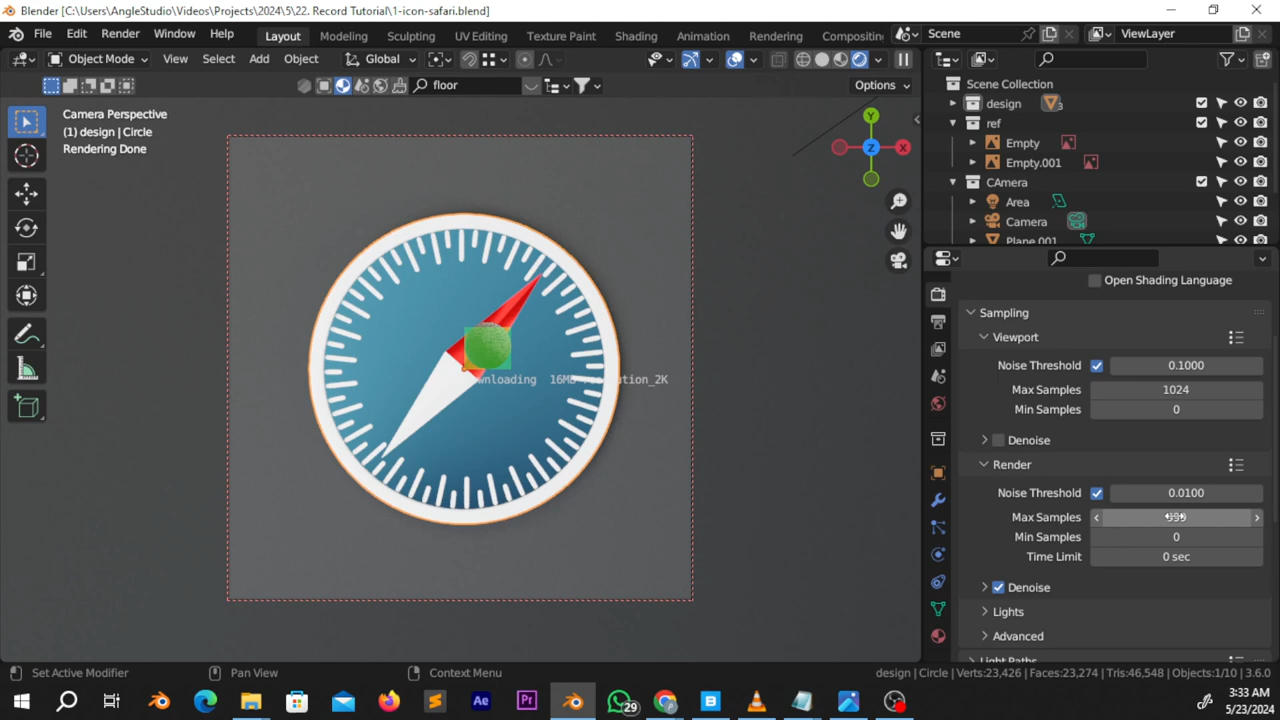 Blender [C:\Users\AngleStudio\Videos\Projects\2024\5\22. Record Tutorial\1-icon-safari.blend]
File Edit Render Window Help Layout Modeling Sculpting UV Editing Texture Paint Shading Animation Rendering Compositin Scene ViewLayer
Object Mode View Select Add Object Global
floor Options
Camera Perspective
(1) design | Circle
Rendering Done
Y
Z X
wnloading 16MB
ution_2K
Scene Collection
design 3
ref
Empty
Empty.001
CAmera
Area
Camera
Plane.001
Open Shading Language
Sampling
Viewport
Noise Threshold 0.1000
Max Samples 1024
Min Samples 0
Denoise
Render
Noise Threshold 0.0100
Max Samples
Min Samples 0
Time Limit 0 sec
Denoise
Lights
Advanced
Light Paths
Set Active Modifier Pan View Context Menu design | Circle | Verts:23,426 | Faces:23,274 | Tris:46,548 | Objects:1/10 | 3.6.0
Ae Pr B 29
3:33 AM
5/23/2024